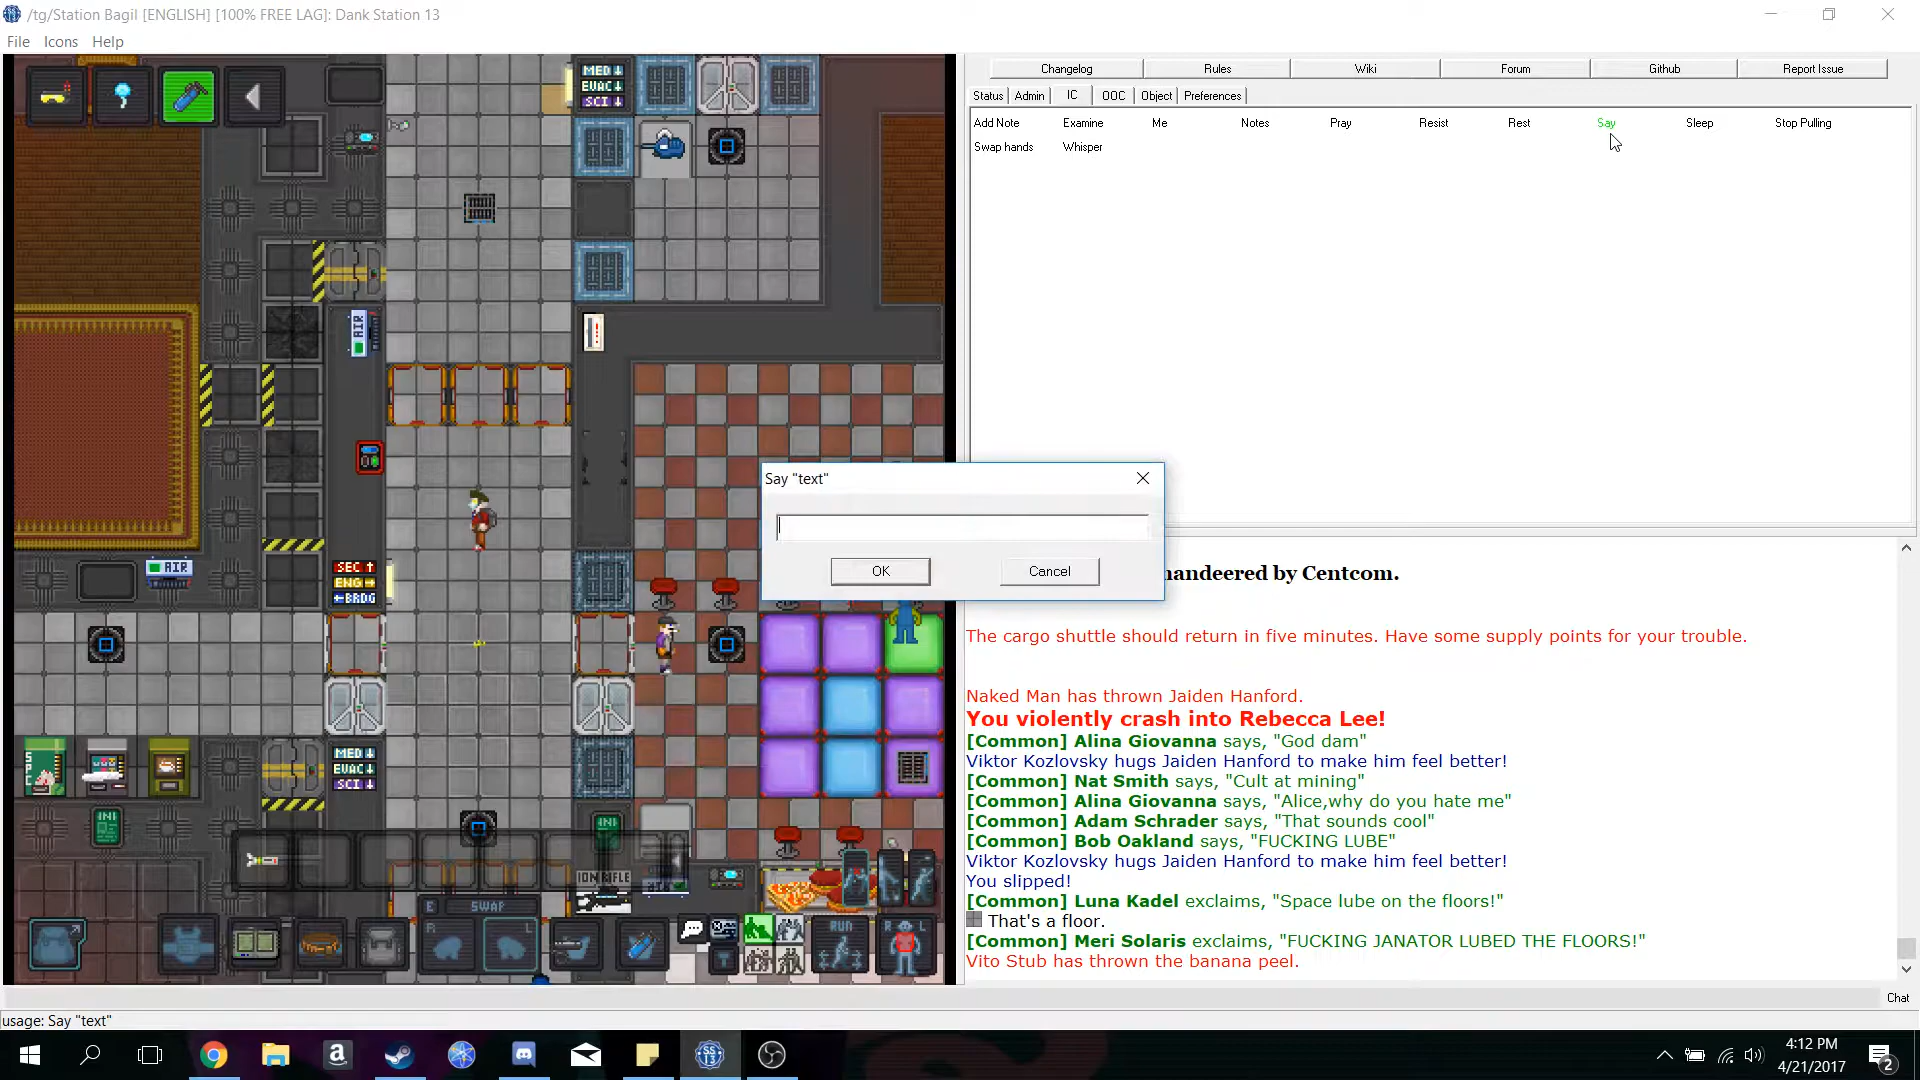 /tg/Station Bagil [ENGLISH] [100% FREE LAG]: Dank Station 13
File Icons Help
Changelog Rules Wiki Forum Github Report Issue
Status Admin IC OOC Object Preferences
Add Note Examine Me Notes Pray Resist Rest Say Sleep Stop Pulling
Swap hands Whisper
MED↓
EVAC↓
SCI↓
AIR
Say "text"
OK Cancel
AIR
SEC↑
ENG→
←BRDG
MED↓
EVAC↓
SCI↓
ION RIFLE
E SWAP
R L
RUN
R L
andeered by Centcom.
The cargo shuttle should return in five minutes. Have some supply points for your trouble.
Naked Man has thrown Jaiden Hanford.
You violently crash into Rebecca Lee!
[Common] Alina Giovanna says, "God dam"
Viktor Kozlovsky hugs Jaiden Hanford to make him feel better!
[Common] Nat Smith says, "Cult at mining"
[Common] Alina Giovanna says, "Alice,why do you hate me"
[Common] Adam Schrader says, "That sounds cool"
[Common] Bob Oakland says, "FUCKING LUBE"
Viktor Kozlovsky hugs Jaiden Hanford to make him feel better!
You slipped!
[Common] Luna Kadel exclaims, "Space lube on the floors!"
That's a floor.
[Common] Meri Solaris exclaims, "FUCKING JANATOR LUBED THE FLOORS!"
Vito Stub has thrown the banana peel.
Chat
usage: Say "text"
4:12 PM
4/21/2017
2